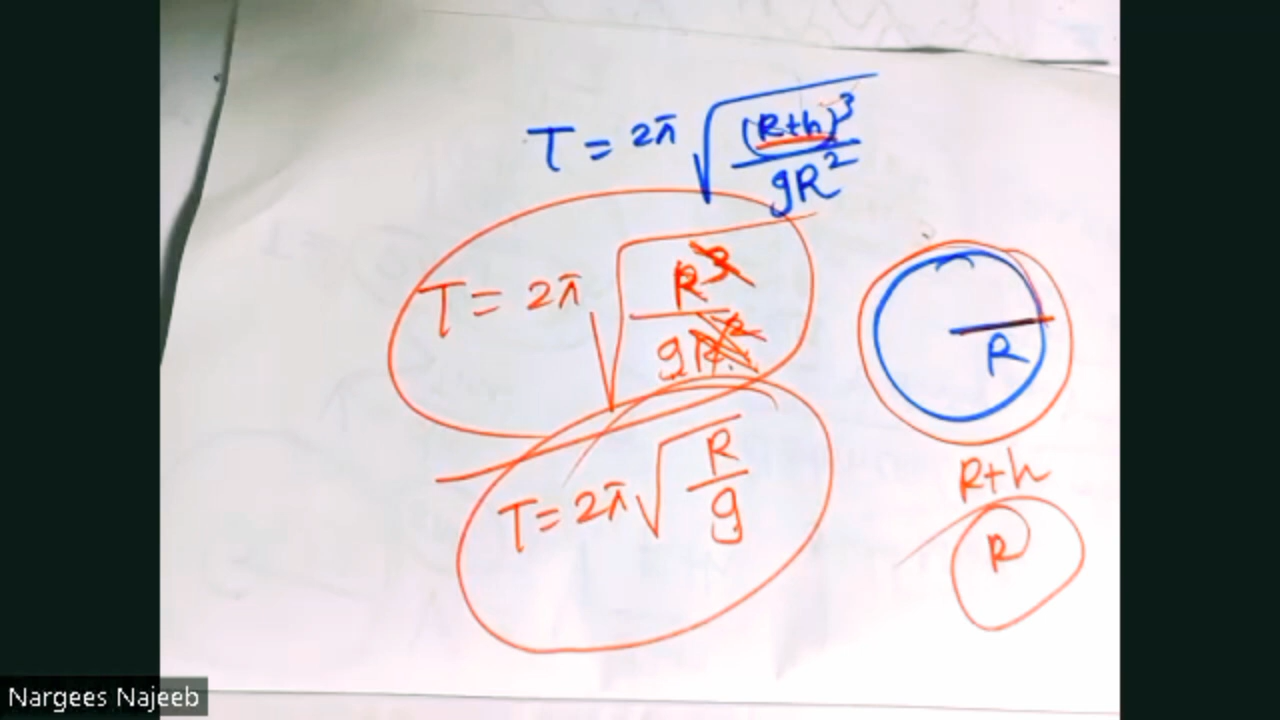 T = 2π √((R+h)³ / gR²)
T = 2π √(R³ / gR²)
R
T = 2π √(R / g)
R+h
R
Nargees Najeeb